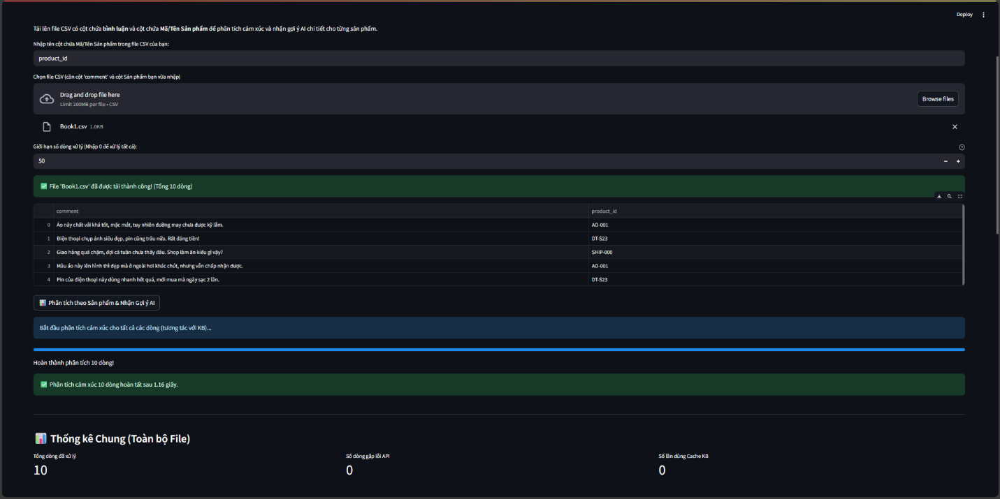 Deploy
Tải lên file CSV có cột chứa bình luận và cột chứa Mã/Tên Sản phẩm để phân tích cảm xúc và nhận gợi ý AI chi tiết cho từng sản phẩm.
Nhập tên cột chứa Mã/Tên Sản phẩm trong file CSV của bạn:
product_id
Chọn file CSV (cần cột 'comment' và cột Sản phẩm bạn vừa nhập)
Drag and drop file here
Limit 200MB per file • CSV
Browse files
Book1.csv 1.0KB
Giới hạn số dòng xử lý (Nhập 0 để xử lý tất cả):
50
File 'Book1.csv' đã được tải thành công! (Tổng 10 dòng)
comment product_id
0 Áo này chất vải khá tốt, mặc mát, tuy nhiên đường may chưa được kỹ lắm. AO-001
1 Điện thoại chụp ảnh siêu đẹp, pin cũng trâu nữa. Rất đáng tiền! DT-S23
2 Giao hàng quá chậm, đợi cả tuần chưa thấy đâu. Shop làm ăn kiểu gì vậy? SHIP-000
3 Màu áo này lên hình thì đẹp mà ở ngoài hơi khác chút, nhưng vẫn chấp nhận được. AO-001
4 Pin của điện thoại này dùng nhanh hết quá, mới mua mà ngày sạc 2 lần. DT-S23
Phân tích theo Sản phẩm & Nhận Gợi ý AI
Bắt đầu phân tích cảm xúc cho tất cả các dòng (tương tác với KB)...
Hoàn thành phân tích 10 dòng!
Phân tích cảm xúc 10 dòng hoàn tất sau 1.16 giây.
Thống kê Chung (Toàn bộ File)
Tổng dòng đã xử lý Số dòng gặp lỗi API Số lần dùng Cache KB
10 0 0